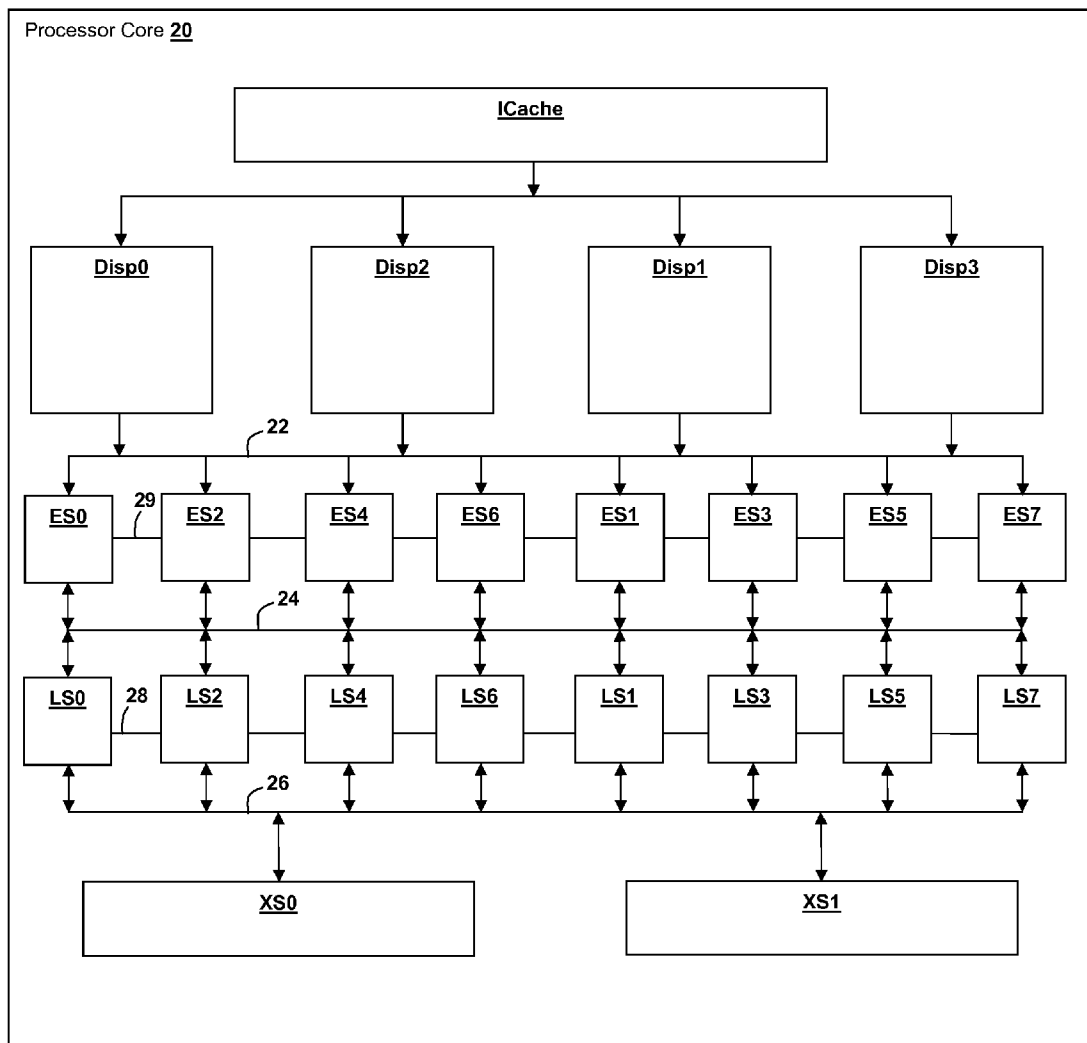 Processor Core 20
ICache
Disp0 Disp2 Disp1 Disp3
22
29
ES0 ES2 ES4 ES6 ES1 ES3 ES5 ES7
24
LS0 LS2 LS4 LS6 LS1 LS3 LS5 LS7
28
26
XS0 XS1